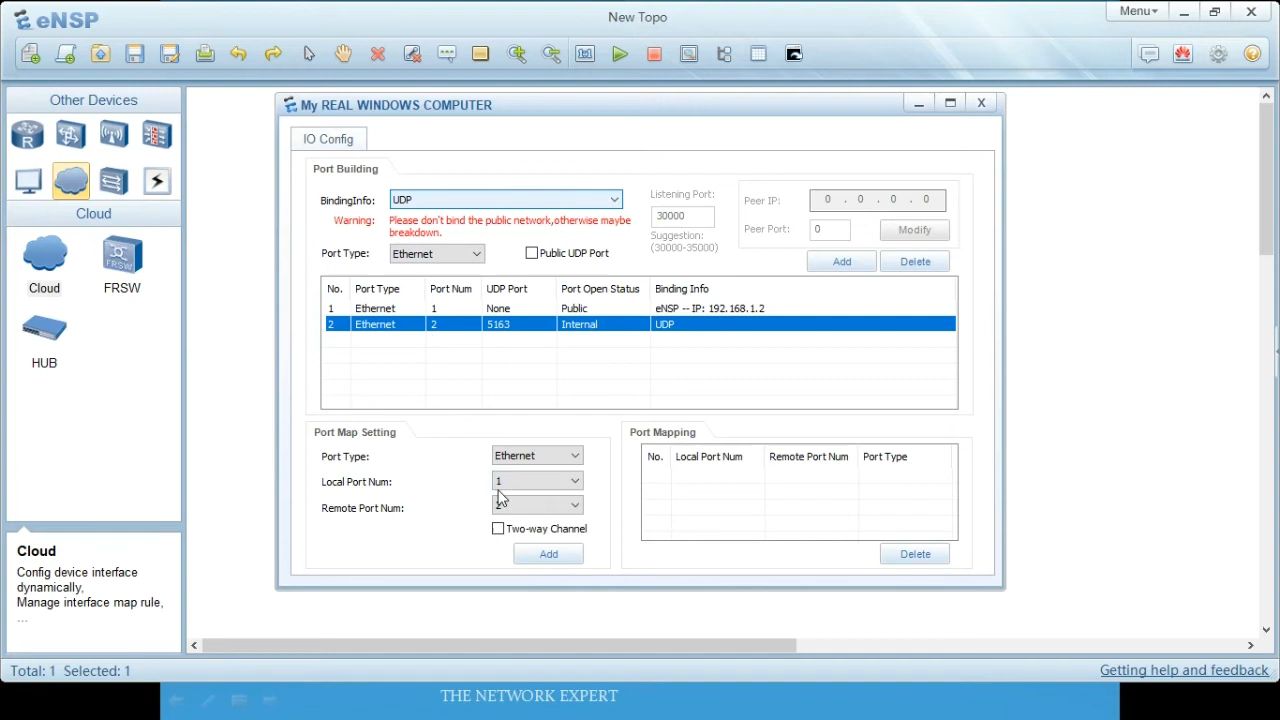 eNSP
New Topo
Menu
Other Devices
Cloud
Cloud
FRSW
FRSW
HUB
Cloud
Config device interface
dynamically,
Manage interface map rule,
...
My REAL WINDOWS COMPUTER
IO Config
Port Building
BindingInfo: UDP
Warning: Please don't bind the public network,otherwise maybe
breakdown.
Port Type: Ethernet
Public UDP Port
Listening Port:
30000
Suggestion:
(30000-35000)
Peer IP: 0 . 0 . 0 . 0
Peer Port: 0
Modify
Add
Delete
No. Port Type Port Num UDP Port Port Open Status Binding Info
1 Ethernet 1 None Public eNSP -- IP: 192.168.1.2
2 Ethernet 2 5163 Internal UDP
Port Map Setting
Port Type: Ethernet
Local Port Num: 1
Remote Port Num: 2
Two-way Channel
Add
Port Mapping
No. Local Port Num Remote Port Num Port Type
Delete
Total: 1 Selected: 1
Getting help and feedback
THE NETWORK EXPERT